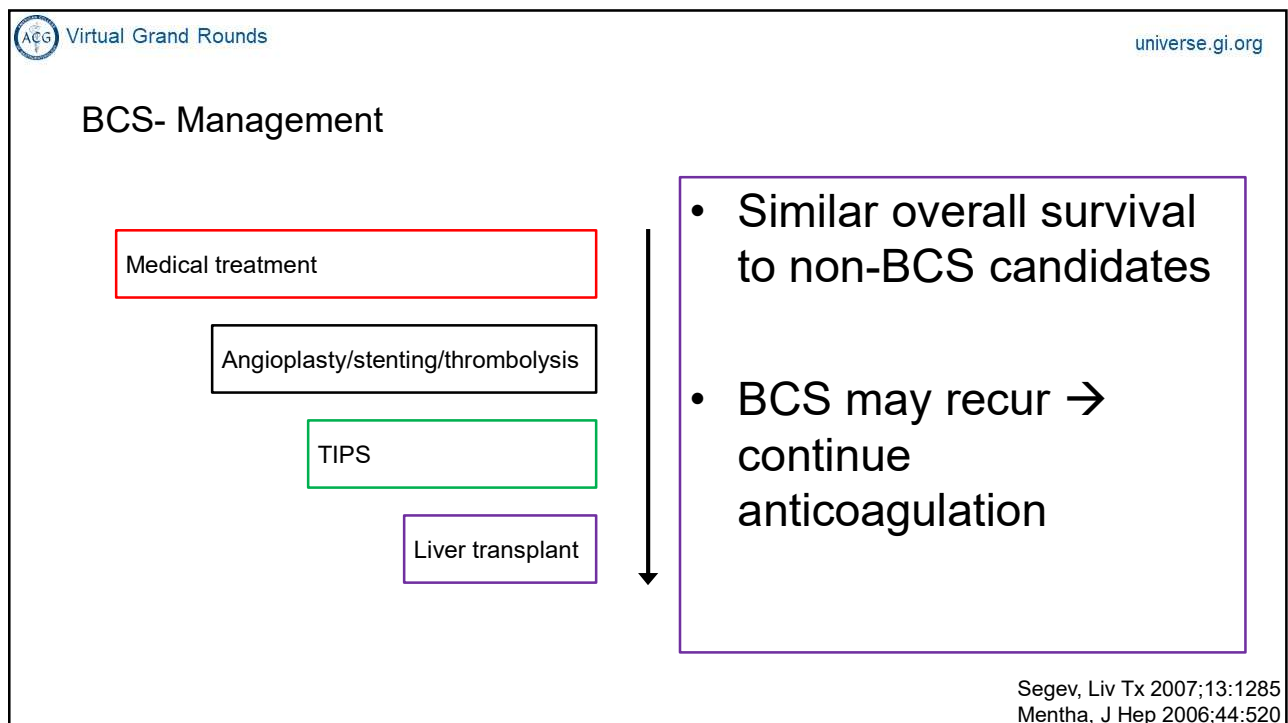 ACG Virtual Grand Rounds
universe.gi.org
BCS- Management
Medical treatment
Angioplasty/stenting/thrombolysis
TIPS
Liver transplant
• Similar overall survival
to non-BCS candidates
• BCS may recur →
continue
anticoagulation
Segev, Liv Tx 2007;13:1285
Mentha, J Hep 2006;44:520